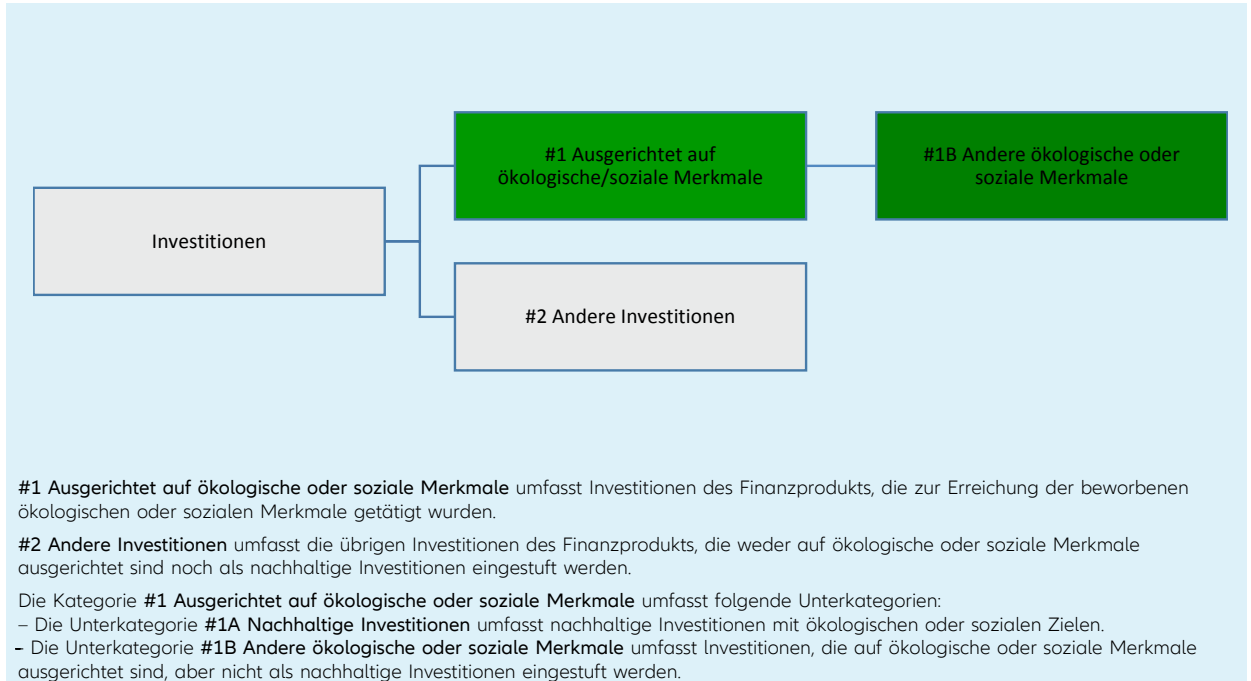 #1 Ausgerichtet auf
ökologische/soziale Merkmale
#1B Andere ökologische oder
soziale Merkmale
Investitionen
#2 Andere Investitionen
#1 Ausgerichtet auf ökologische oder soziale Merkmale umfasst Investitionen des Finanzprodukts, die zur Erreichung der beworbenen
ökologischen oder sozialen Merkmale getätigt wurden.
#2 Andere Investitionen umfasst die übrigen Investitionen des Finanzprodukts, die weder auf ökologische oder soziale Merkmale
ausgerichtet sind noch als nachhaltige Investitionen eingestuft werden.
Die Kategorie #1 Ausgerichtet auf ökologische oder soziale Merkmale umfasst folgende Unterkategorien:
– Die Unterkategorie #1A Nachhaltige Investitionen umfasst nachhaltige Investitionen mit ökologischen oder sozialen Zielen.
- Die Unterkategorie #1B Andere ökologische oder soziale Merkmale umfasst Investitionen, die auf ökologische oder soziale Merkmale
ausgerichtet sind, aber nicht als nachhaltige Investitionen eingestuft werden.